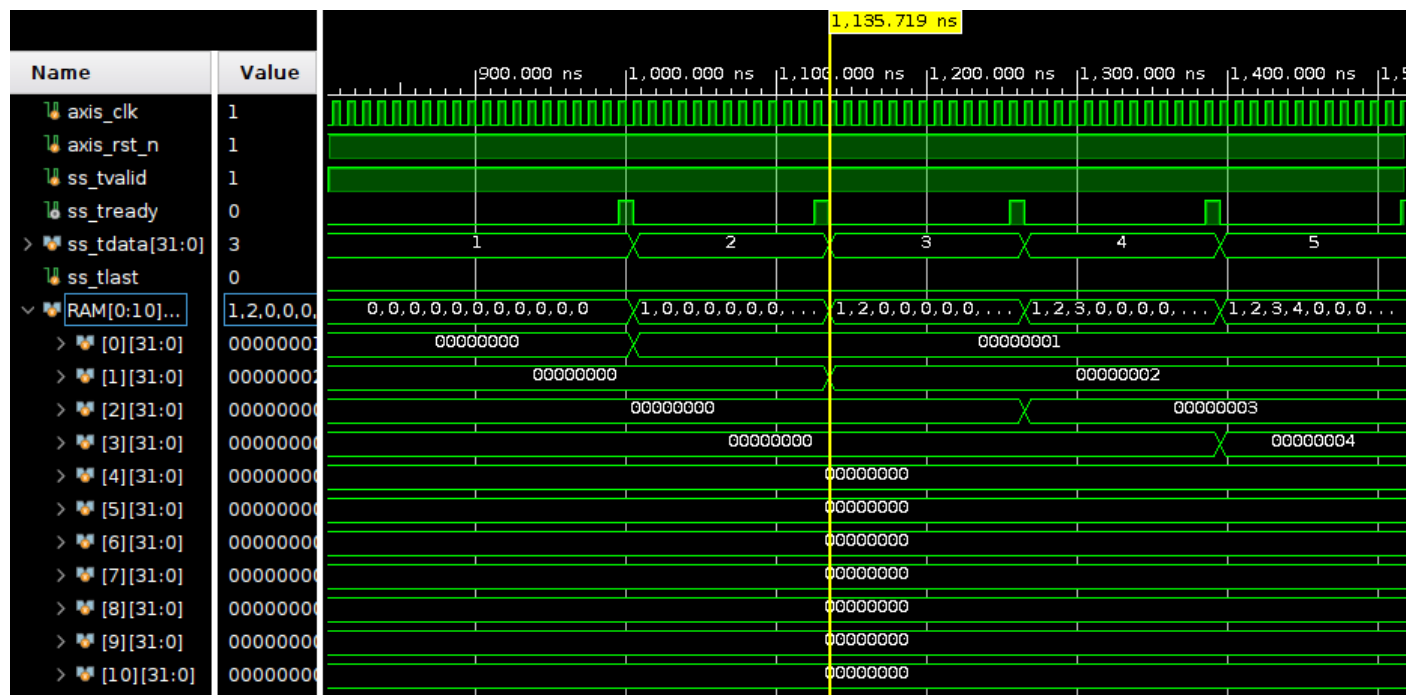 1,135.719 ns
Name Value
900.000 ns 1,000.000 ns 1,100.000 ns 1,200.000 ns 1,300.000 ns 1,400.000 ns
axis_clk 1
axis_rst_n 1
ss_tvalid 1
ss_tready 0
ss_tdata[31:0] 3 1 2 3 4 5
ss_tlast 0
RAM[0:10]... 1,2,0,0,0, 0,0,0,0,0,0,0,0,0,0,0 1,0,0,0,0,0,... 1,2,0,0,0,0,... 1,2,3,0,0,0,... 1,2,3,4,0,0,0...
[0][31:0] 00000001 00000000 00000001
[1][31:0] 00000002 00000000 00000002
[2][31:0] 00000000 00000000 00000003
[3][31:0] 00000000 00000000 00000004
[4][31:0] 00000000 00000000
[5][31:0] 00000000 00000000
[6][31:0] 00000000 00000000
[7][31:0] 00000000 00000000
[8][31:0] 00000000 00000000
[9][31:0] 00000000 00000000
[10][31:0] 00000000 00000000